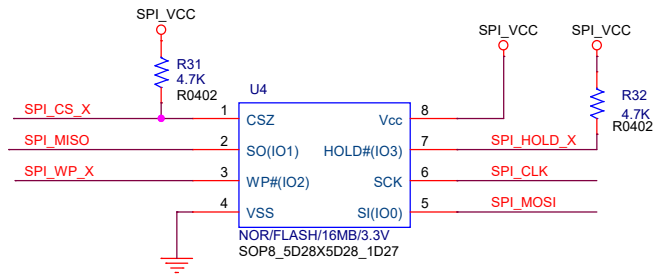 SPI_VCC
SPI_VCC
SPI_VCC
R31
4.7K
R0402
U4
R32
4.7K
R0402
SPI_CS_X
1
CSZ
Vcc
8
SPI_MISO
2
SO(IO1)
HOLD#(IO3)
7
SPI_HOLD_X
SPI_WP_X
3
WP#(IO2)
SCK
6
SPI_CLK
4
VSS
SI(IO0)
5
SPI_MOSI
NOR/FLASH/16MB/3.3V
SOP8_5D28X5D28_1D27